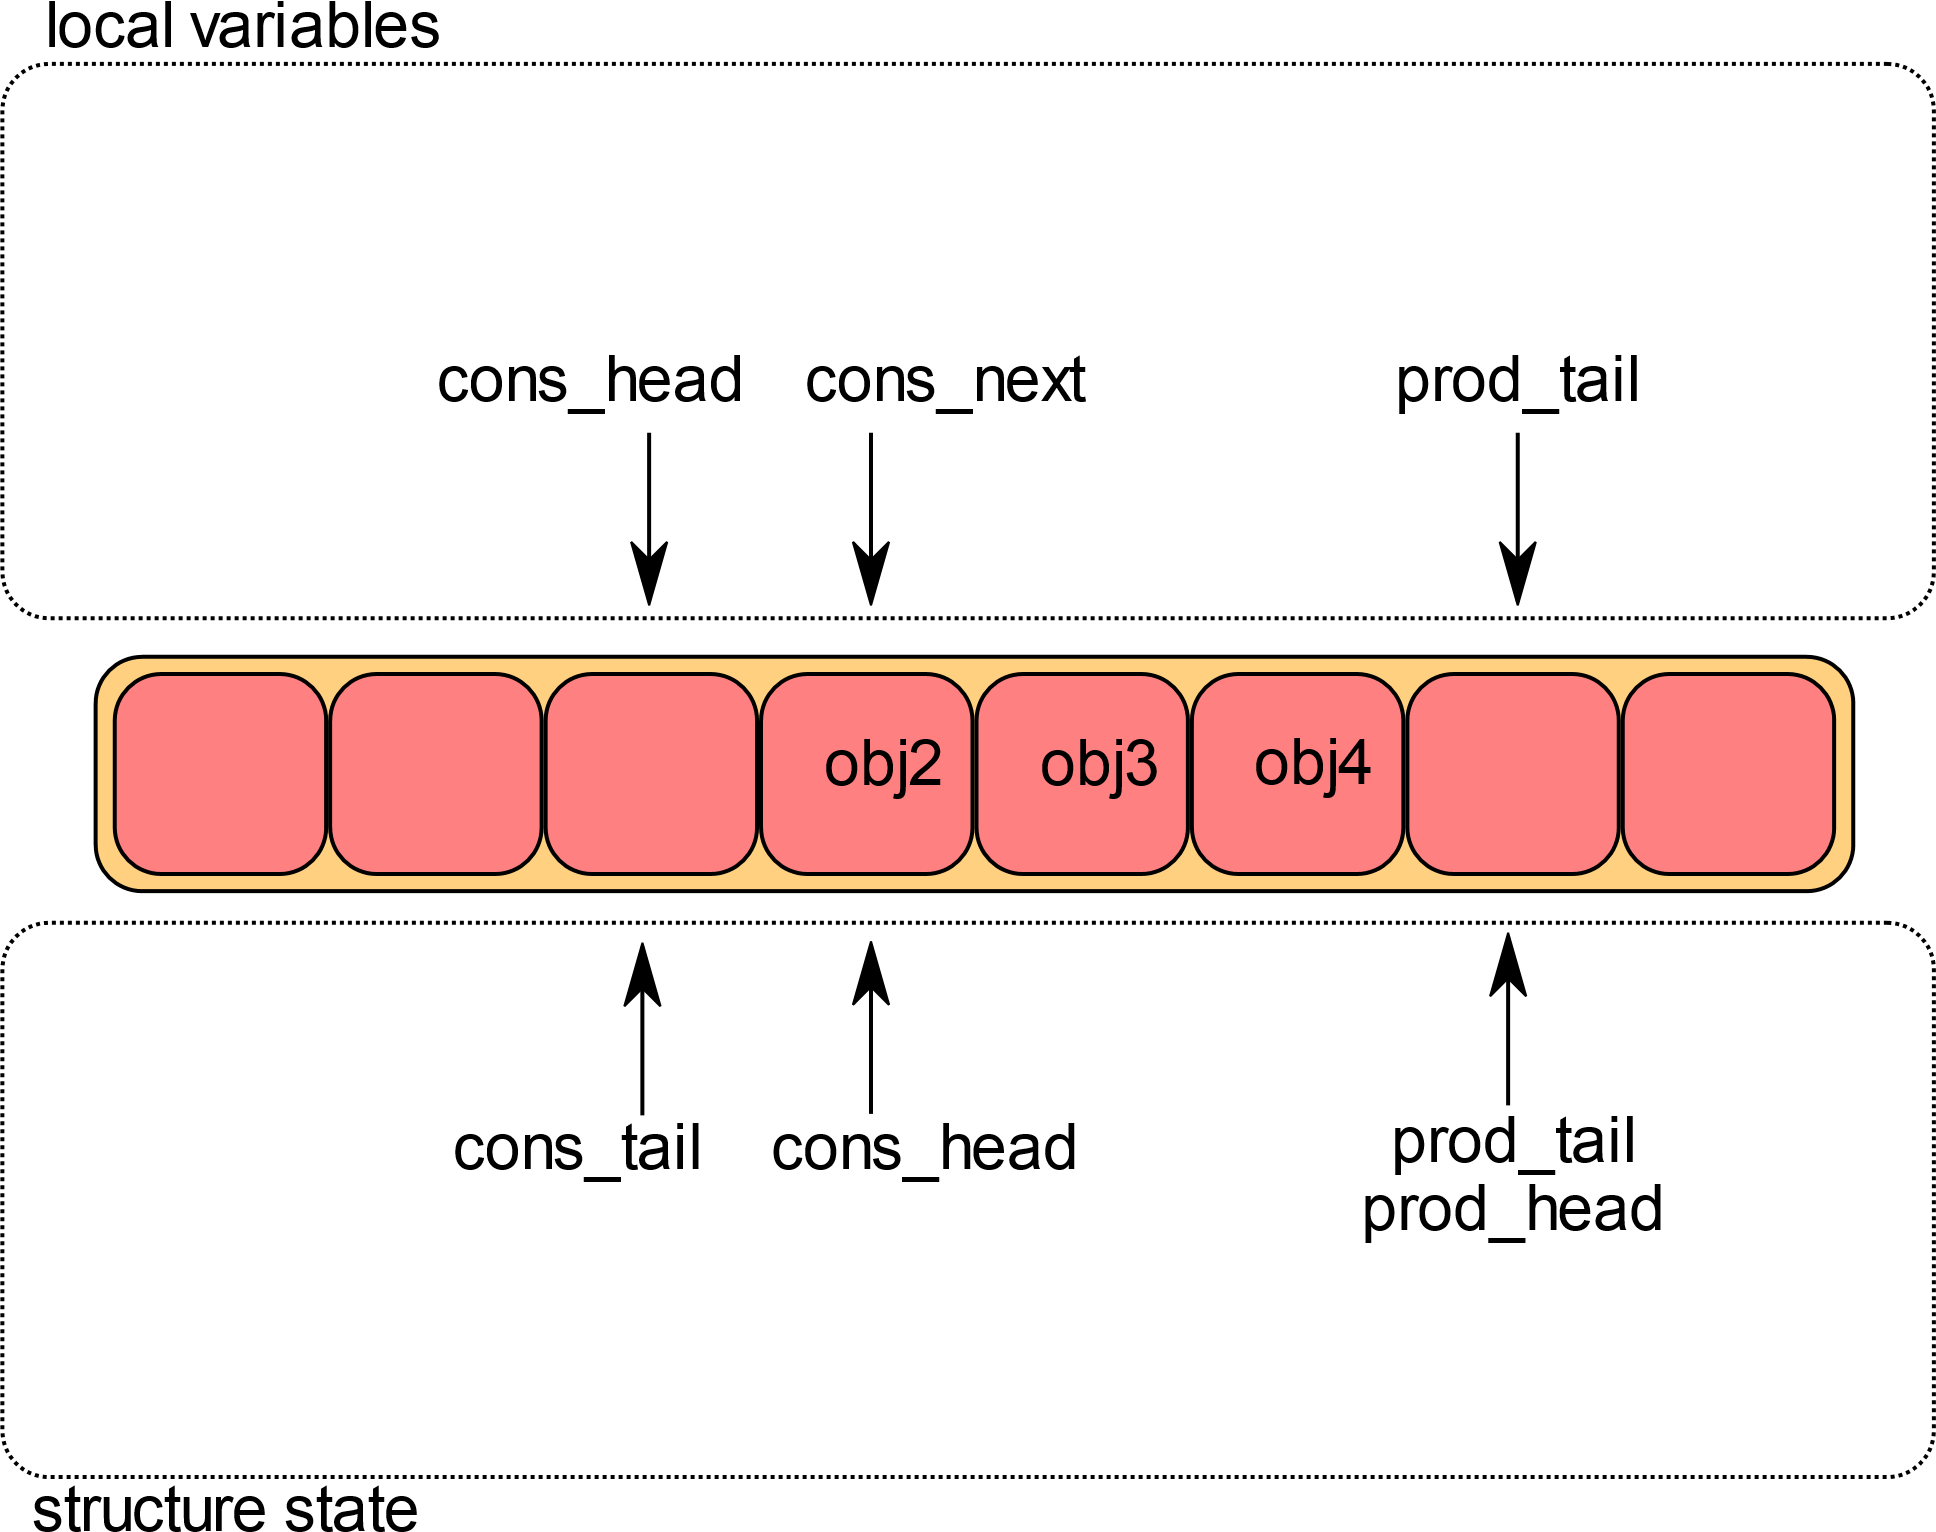 local variables
cons_head cons_next prod_tail
obj2 obj3 obj4
cons_tail cons_head prod_tail
prod_head
structure state